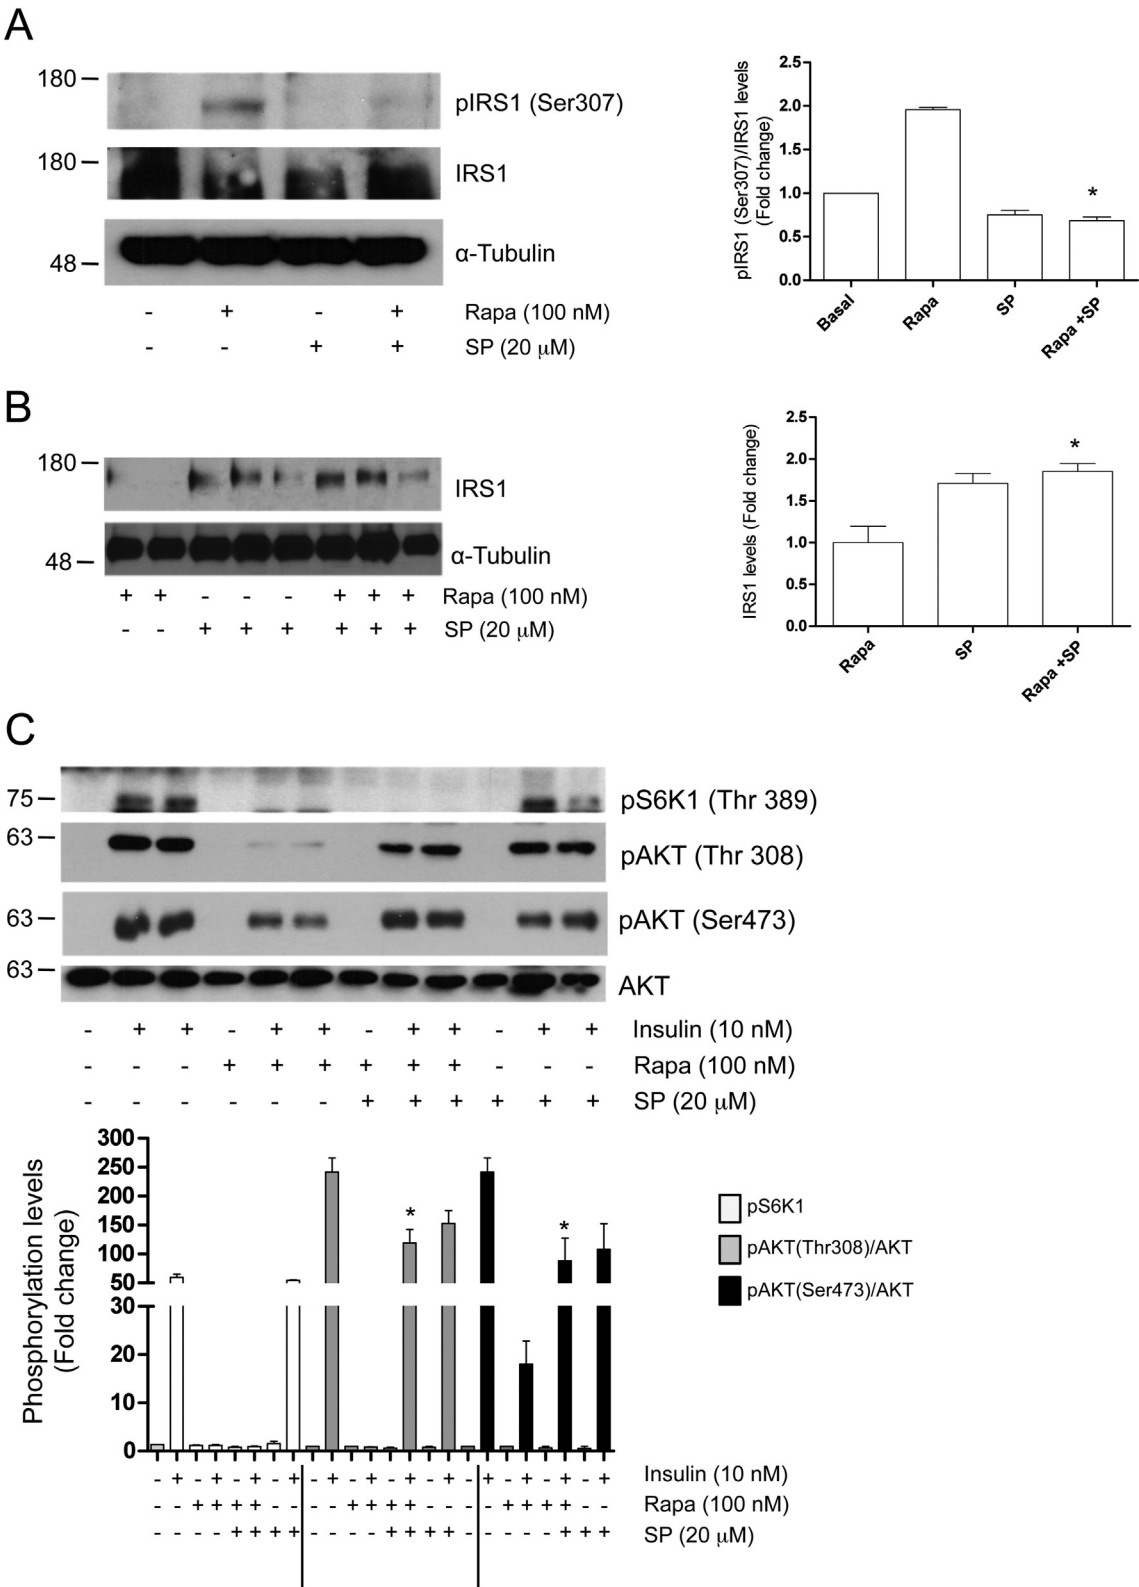 A
180
pIRS1 (Ser307)
180
IRS1
48
α-Tubulin
- + - + Rapa (100 nM)
- - + + SP (20 μM)
pIRS1 (Ser307)/IRS1 levels
(Fold change)
2.5
2.0
1.5
1.0
0.5
0.0
*
Basal
Rapa
SP
Rapa +SP
B
180
IRS1
48
α-Tubulin
+ + - - - + + + Rapa (100 nM)
- - + + + + + + SP (20 μM)
IRS1 levels (Fold change)
2.5
2.0
1.5
1.0
0.5
0.0
*
Rapa
SP
Rapa +SP
C
75
pS6K1 (Thr 389)
63
pAKT (Thr 308)
63
pAKT (Ser473)
63
AKT
- + + - + + - + + - + + Insulin (10 nM)
- - - + + + + + + - - - Rapa (100 nM)
- - - - - - + + + + + + SP (20 μM)
Phosphorylation levels
(Fold change)
300
250
200
150
100
50
30
20
10
0
* *
pS6K1
pAKT(Thr308)/AKT
pAKT(Ser473)/AKT
- + - + - + - + - + - + - + - + - + - + - + - + Insulin (10 nM)
- - + + + + - - - - + + + + - - - - + + + + - - Rapa (100 nM)
- - - - + + + + - - - - + + + + - - - - + + + + SP (20 μM)